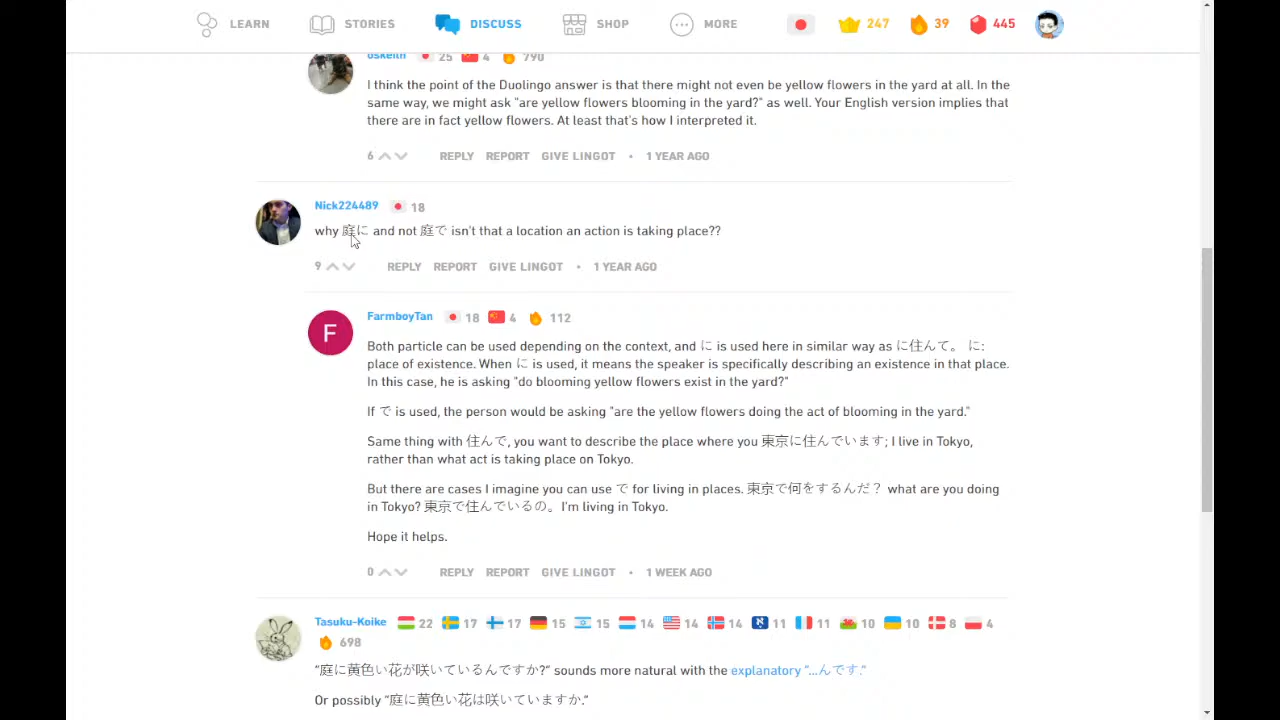 LEARN STORIES DISCUSS SHOP MORE 247 39 445
oskeith 25 4 790
I think the point of the Duolingo answer is that there might not even be yellow flowers in the yard at all. In the
same way, we might ask "are yellow flowers blooming in the yard?" as well. Your English version implies that
there are in fact yellow flowers. At least that's how I interpreted it.
6 REPLY REPORT GIVE LINGOT • 1 YEAR AGO
Nick224489 18
why 庭に and not 庭で isn't that a location an action is taking place??
9 REPLY REPORT GIVE LINGOT • 1 YEAR AGO
F
FarmboyTan 18 4 112
Both particle can be used depending on the context, and に is used here in similar way as に住んで。 に:
place of existence. When に is used, it means the speaker is specifically describing an existence in that place.
In this case, he is asking "do blooming yellow flowers exist in the yard?"
If で is used, the person would be asking "are the yellow flowers doing the act of blooming in the yard."
Same thing with 住んで, you want to describe the place where you 東京に住んでいます; I live in Tokyo,
rather than what act is taking place on Tokyo.
But there are cases I imagine you can use で for living in places. 東京で何をするんだ？ what are you doing
in Tokyo? 東京で住んでいるの。I'm living in Tokyo.
Hope it helps.
0 REPLY REPORT GIVE LINGOT • 1 WEEK AGO
Tasuku-Koike 22 17 17 15 15 14 14 14 11 11 10 10 8 4
698
"庭に黄色い花が咲いているんですか?" sounds more natural with the explanatory "...んです."
Or possibly "庭に黄色い花は咲いていますか."